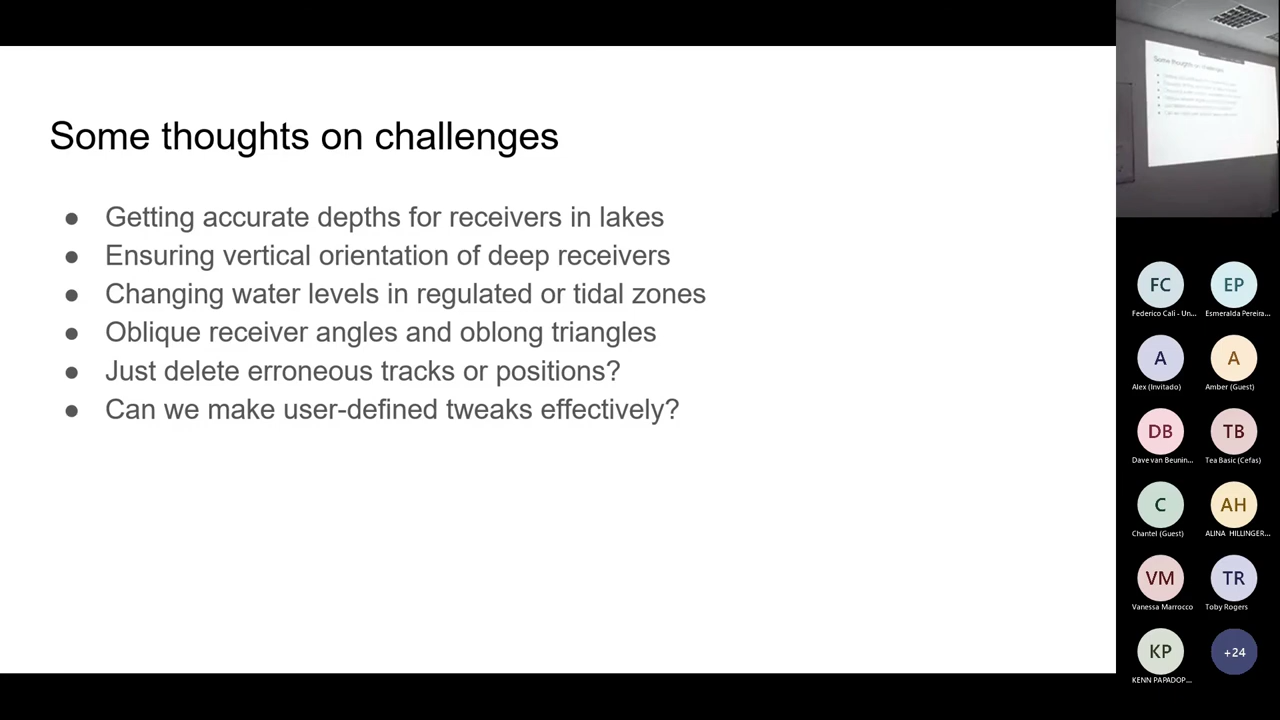 Some thoughts on challenges
● Getting accurate depths for receivers in lakes
● Ensuring vertical orientation of deep receivers
● Changing water levels in regulated or tidal zones
● Oblique receiver angles and oblong triangles
● Just delete erroneous tracks or positions?
● Can we make user-defined tweaks effectively?
Some thoughts on challenges
FC
EP
Federico Cali - Un...
Esmeralda Pereira...
A
A
Alex (Invitado)
Amber (Guest)
DB
TB
Dave van Beunin...
Tea Basic (Cefas)
C
AH
Chantel (Guest)
ALINA HILLINGER...
VM
TR
Vanessa Marrocco
Toby Rogers
KP
+24
KENN PAPADOP...